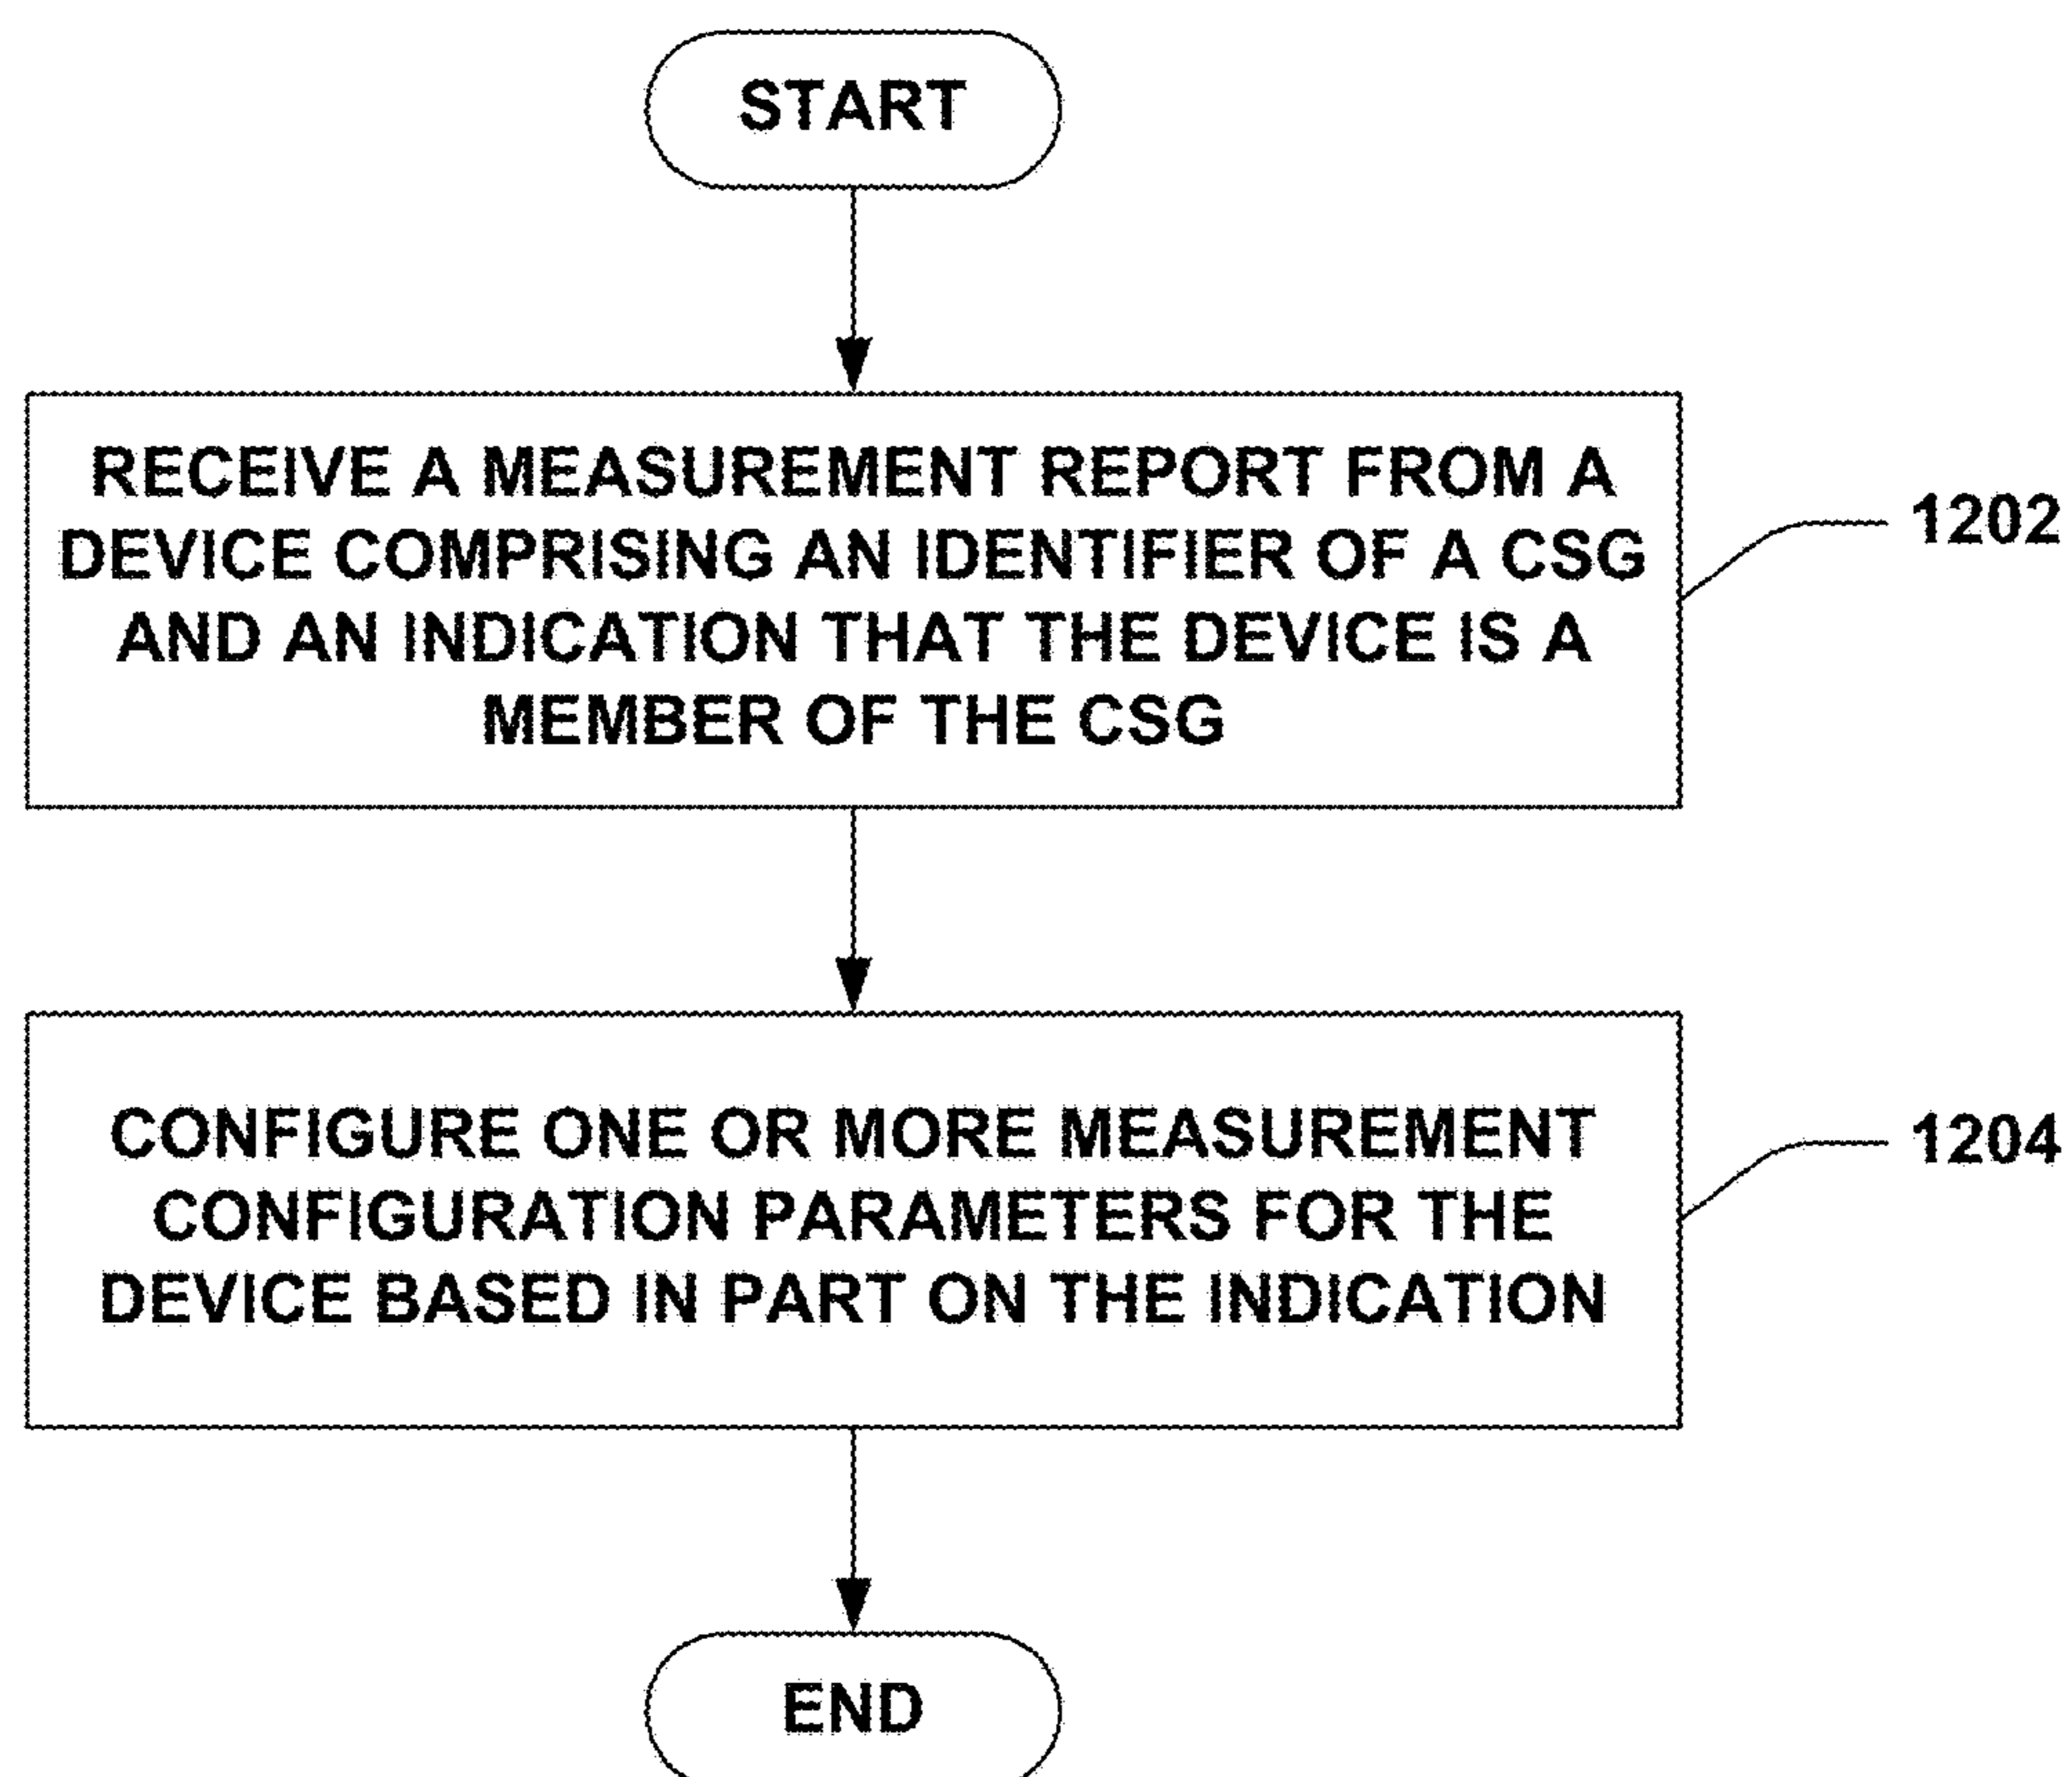 START
RECEIVE A MEASUREMENT REPORT FROM A
DEVICE COMPRISING AN IDENTIFIER OF A CSG
AND AN INDICATION THAT THE DEVICE IS A
MEMBER OF THE CSG
1202
CONFIGURE ONE OR MORE MEASUREMENT
CONFIGURATION PARAMETERS FOR THE
DEVICE BASED IN PART ON THE INDICATION
1204
END